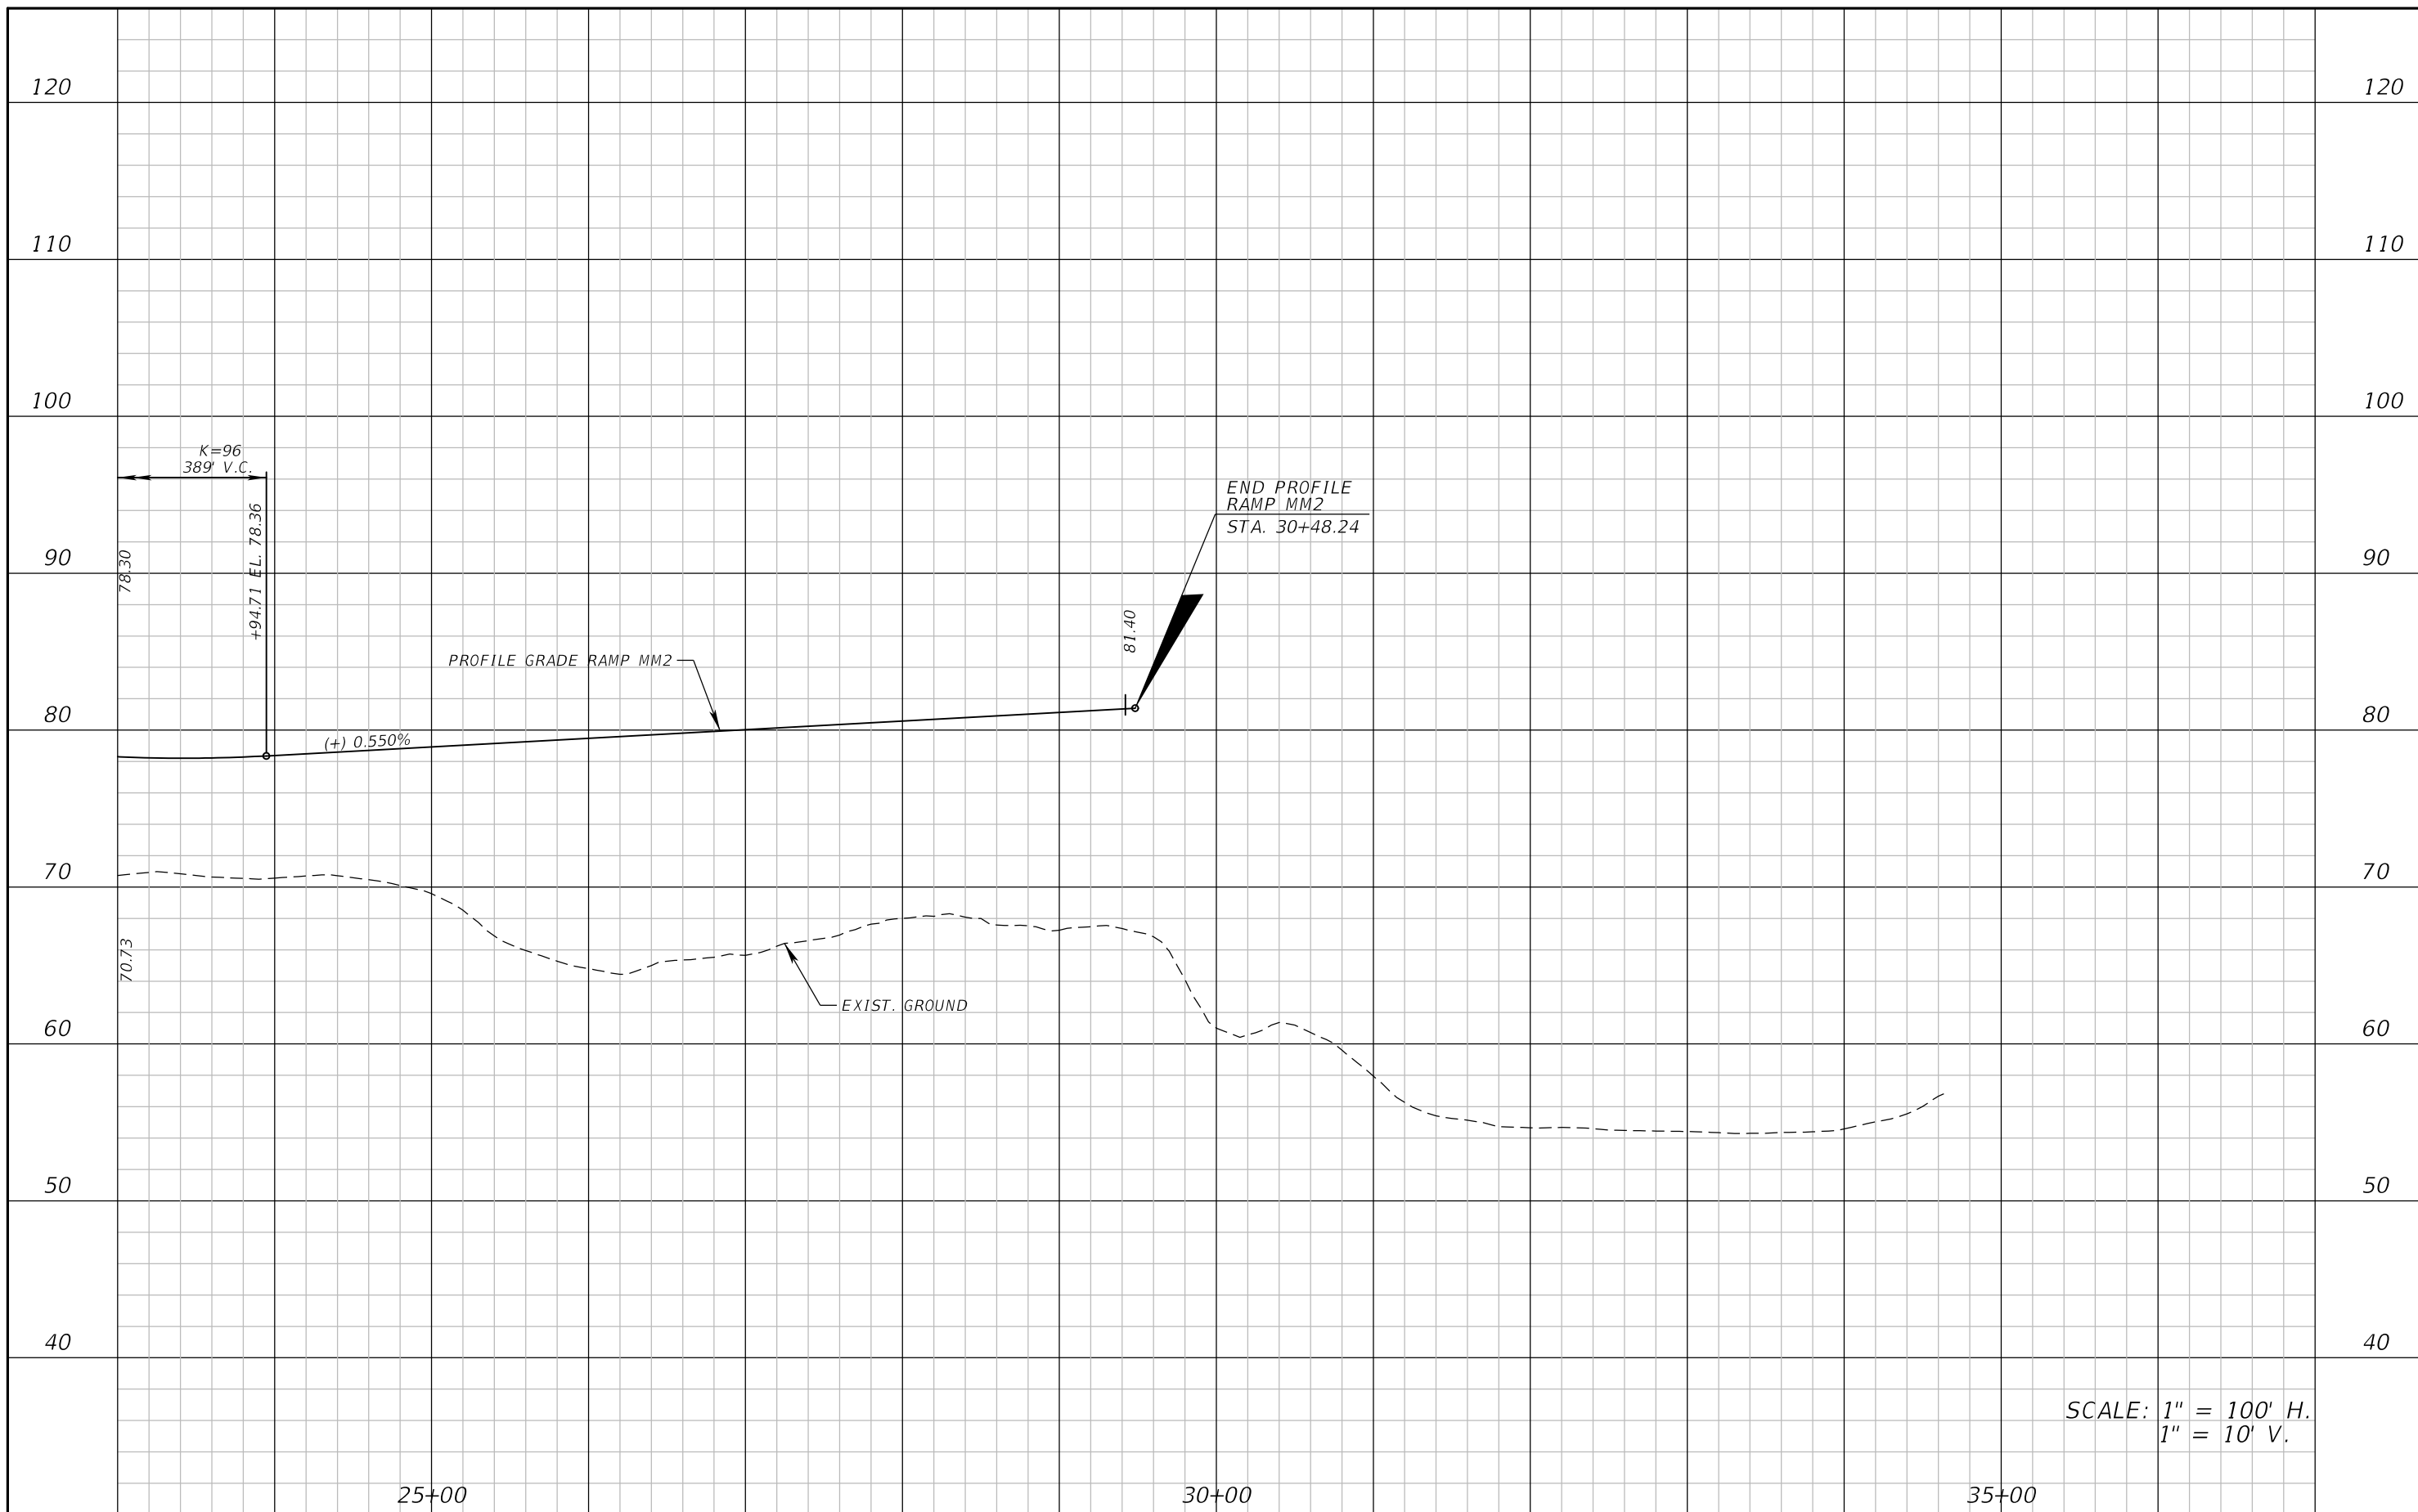 120
120
110
110
100
100
K=96
389' V.C.
+94.71 EL. 78.36
END PROFILE
RAMP MM2
STA. 30+48.24
90
78.30
90
81.40
PROFILE GRADE RAMP MM2
80
(+) 0.550%
80
70
70
70.73
EXIST. GROUND
60
60
50
50
40
40
SCALE: 1" = 100' H.
1" = 10' V.
25+00
30+00
35+00